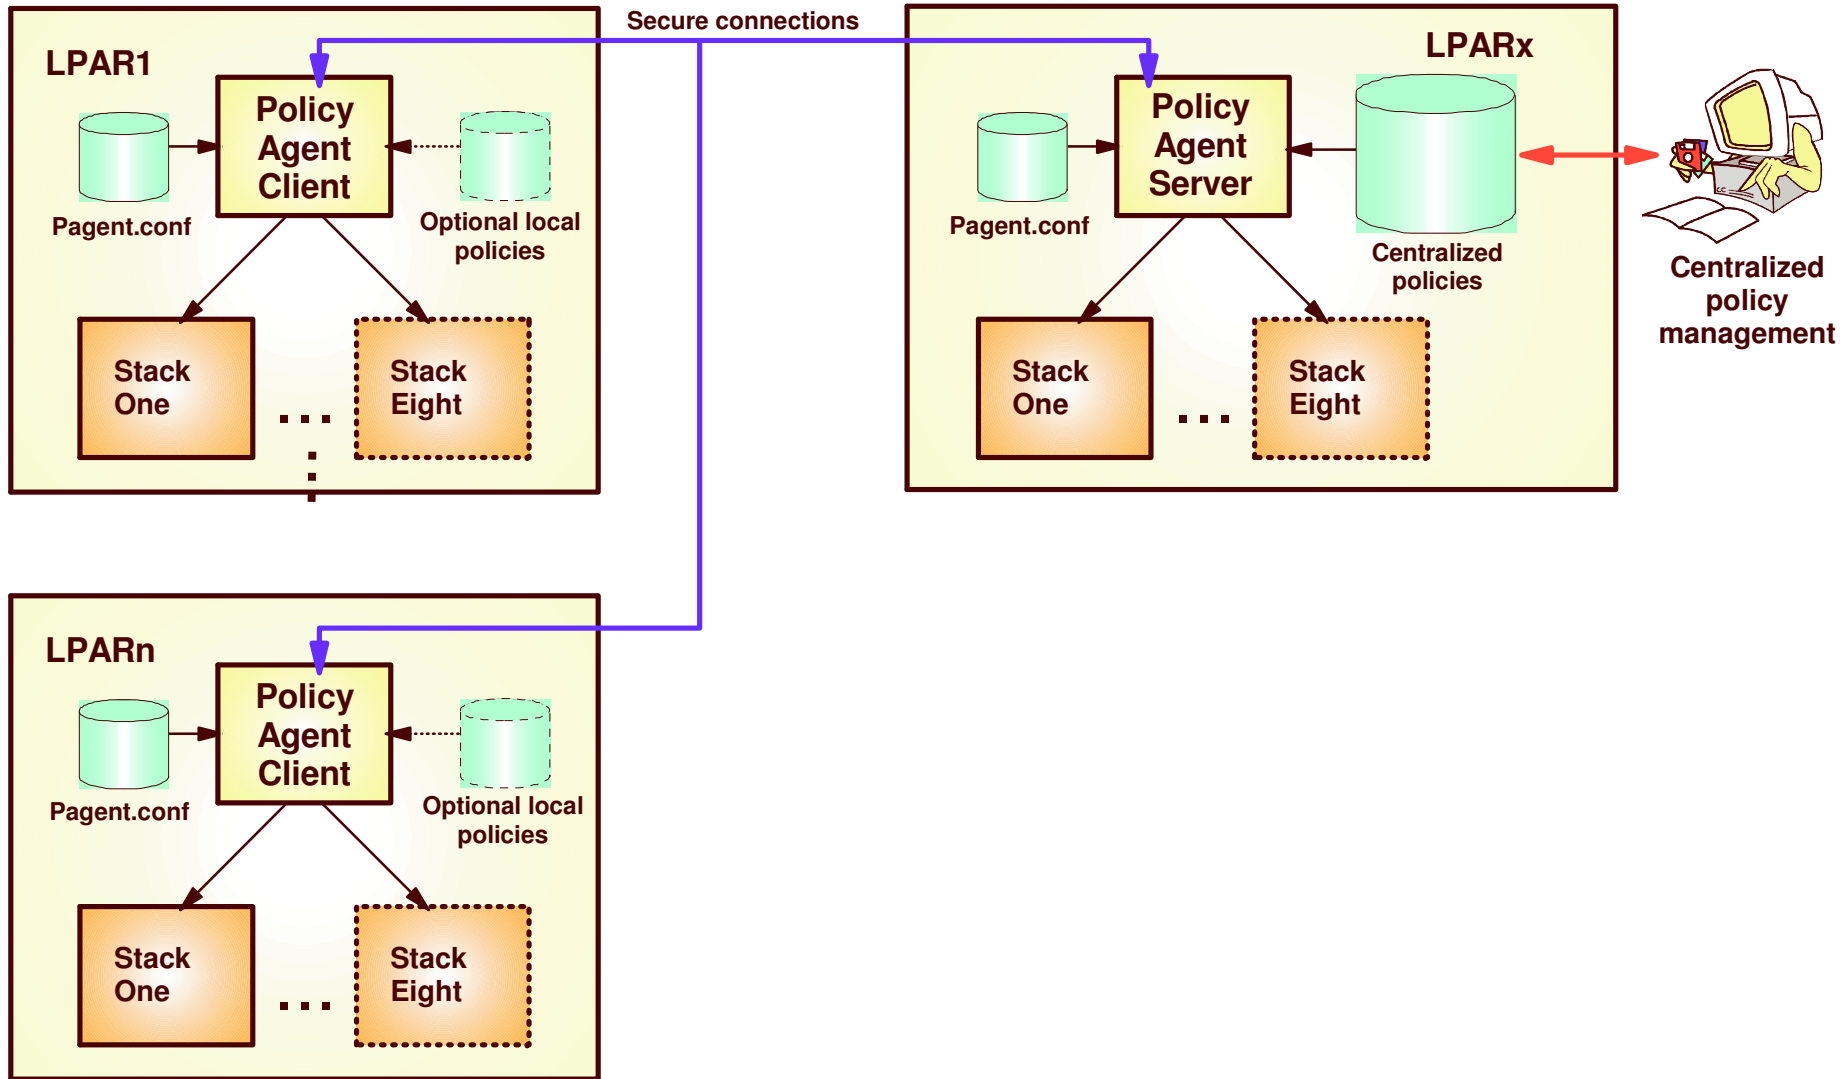 Secure connections
LPAR1
Policy
Agent
Client
Pagent.conf
Optional local
policies
Stack
One
...
Stack
Eight
LPARx
Policy
Agent
Server
Pagent.conf
Centralized
policies
Stack
One
...
Stack
Eight
Centralized
policy
management
LPARn
Policy
Agent
Client
Pagent.conf
Optional local
policies
Stack
One
...
Stack
Eight